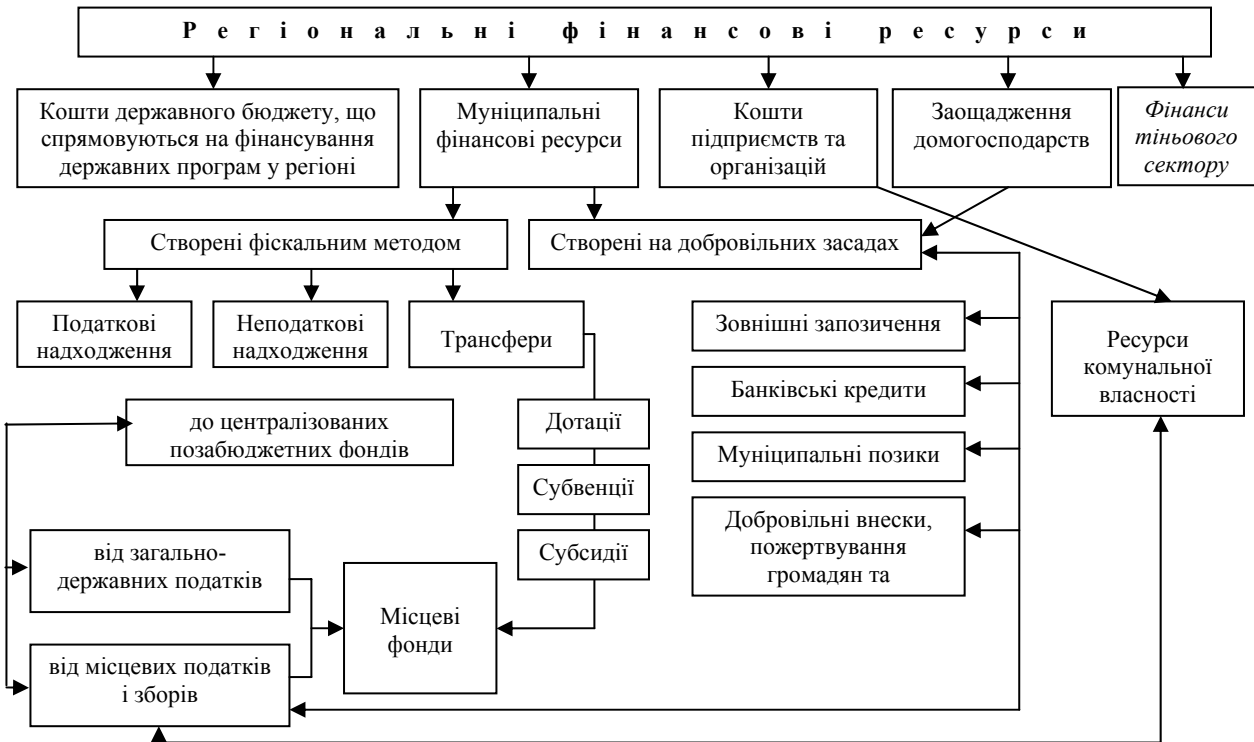 Регіональні фінансові ресурси
Кошти державного бюджету, що
спрямовуються на фінансування
державних програм у регіоні
Муніципальні
фінансові ресурси
Кошти
підприємств та
організацій
Заощадження
домогосподарств
Фінанси
тіньового
сектору
Створені фіскальним методом
Створені на добровільних засадах
Податкові
надходження
Неподаткові
надходження
Трансфери
Зовнішні запозичення
Ресурси
комунальної
власності
Банківські кредити
до централізованих
позабюджетних фондів
Дотації
Муніципальні позики
Субвенції
Добровільні внески,
пожертвування
громадян та
від загально-
державних податків
Субсидії
Місцеві
фонди
від місцевих податків
і зборів